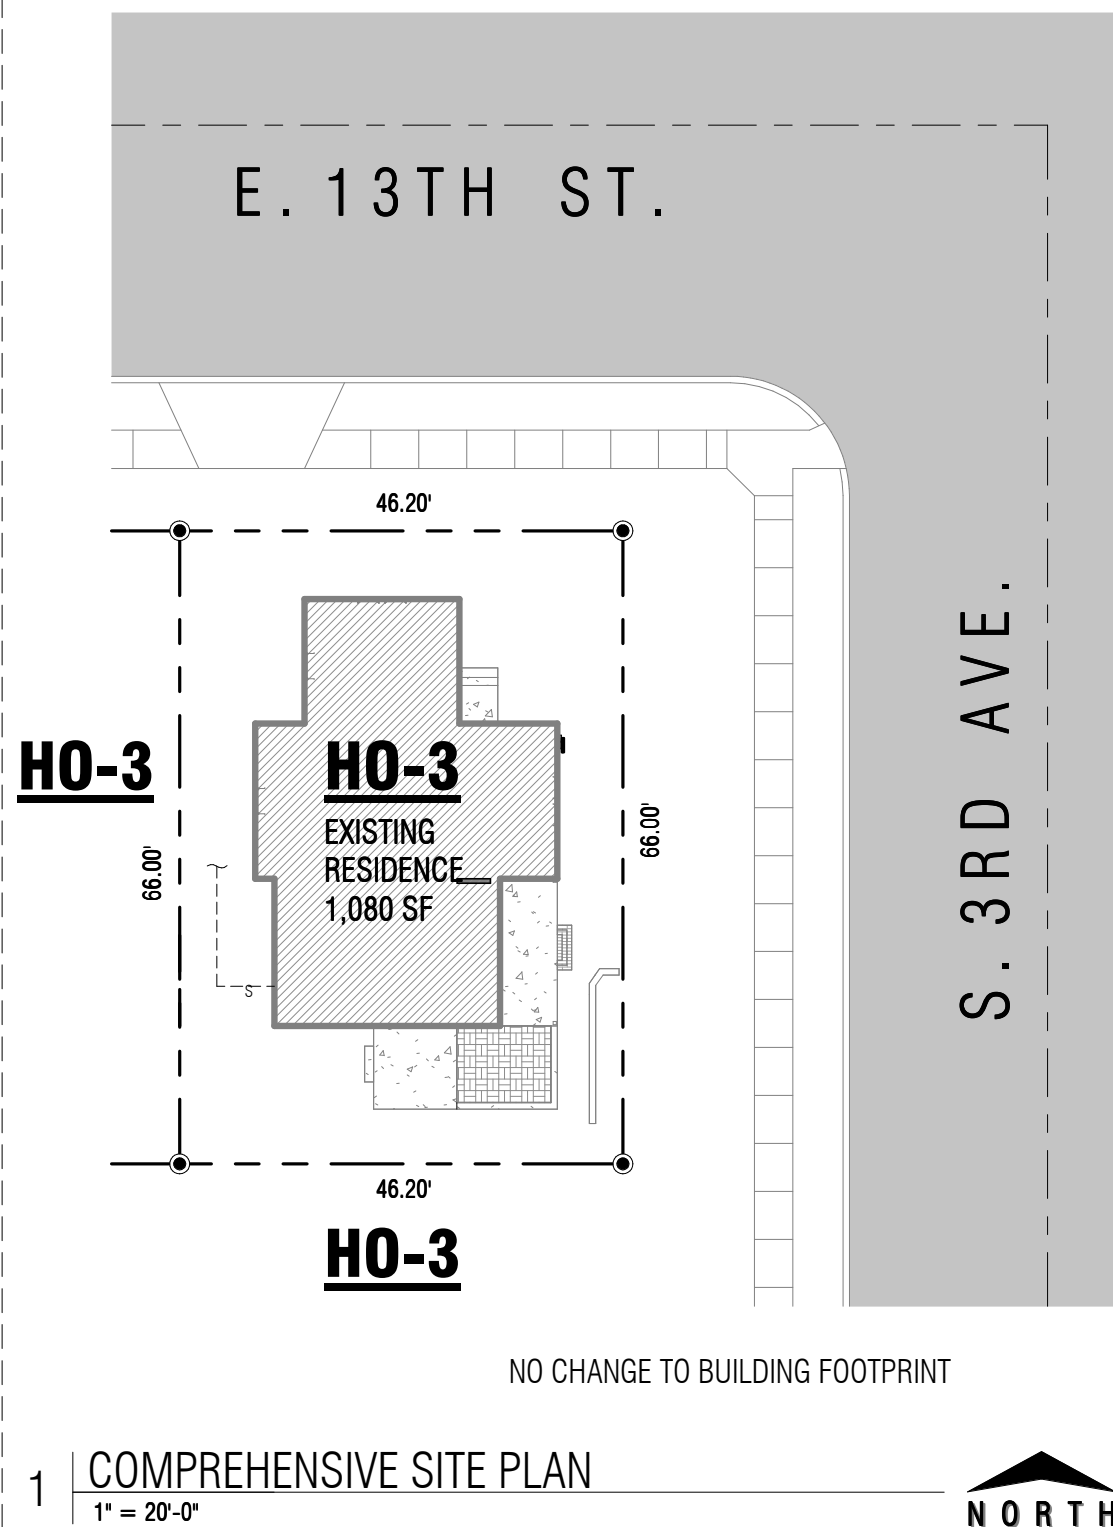 E. 13TH ST.
46.20'
S. 3RD AVE.
HO-3
HO-3
EXISTING
RESIDENCE
1,080 SF
66.00'
66.00'
S
46.20'
HO-3
NO CHANGE TO BUILDING FOOTPRINT
1
COMPREHENSIVE SITE PLAN
1" = 20'-0"
NORTH